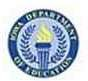 IOWA DEPARTMENT
OF EDUCATION